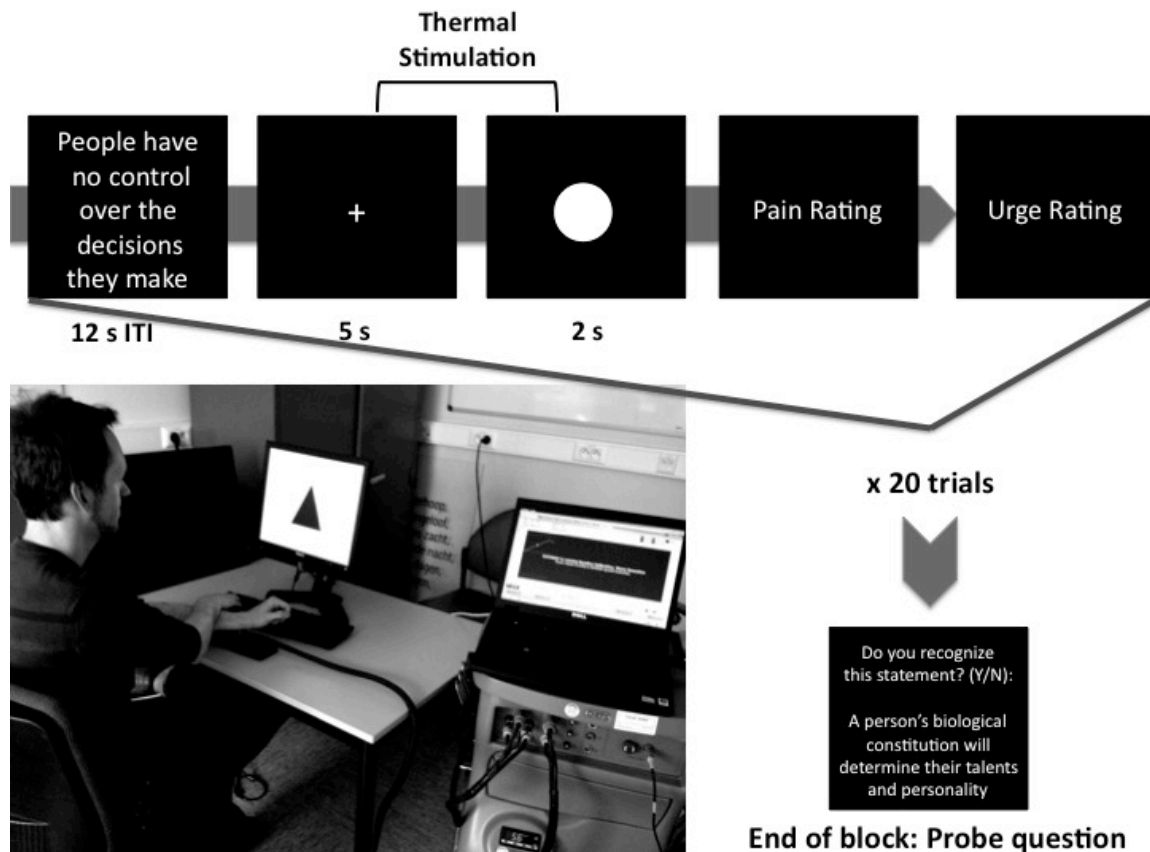 Thermal
Stimulation
People have
no control
over the
decisions
they make
+
Pain Rating
Urge Rating
12 s ITI
5 s
2 s
x 20 trials
Do you recognize
this statement? (Y/N):
A person's biological
constitution will
determine their talents
and personality
End of block: Probe question
DELL